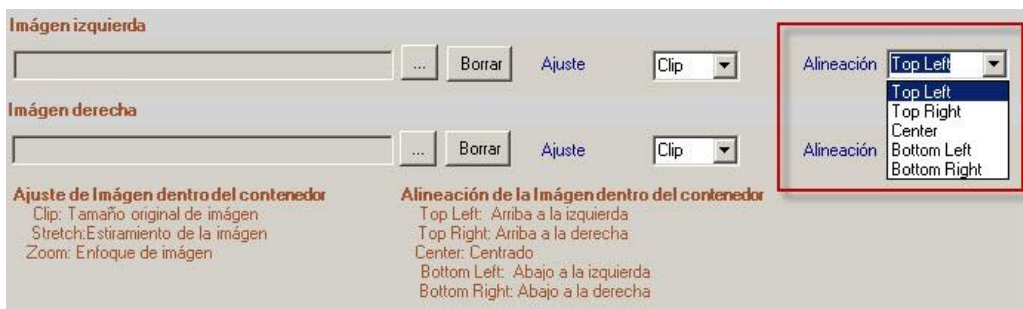 Imágen izquierda
... Borrar Ajuste Clip Alineación Top Left
Top Left
Top Right
Center
Bottom Left
Bottom Right
Imágen derecha
... Borrar Ajuste Clip Alineación
Ajuste de Imágen dentro del contenedor
Clip: Tamaño original de imágen
Stretch:Estiramiento de la imágen
Zoom: Enfoque de imágen
Alineación de la Imágen dentro del contenedor
Top Left: Arriba a la izquierda
Top Right: Arriba a la derecha
Center: Centrado
Bottom Left: Abajo a la izquierda
Bottom Right: Abajo a la derecha